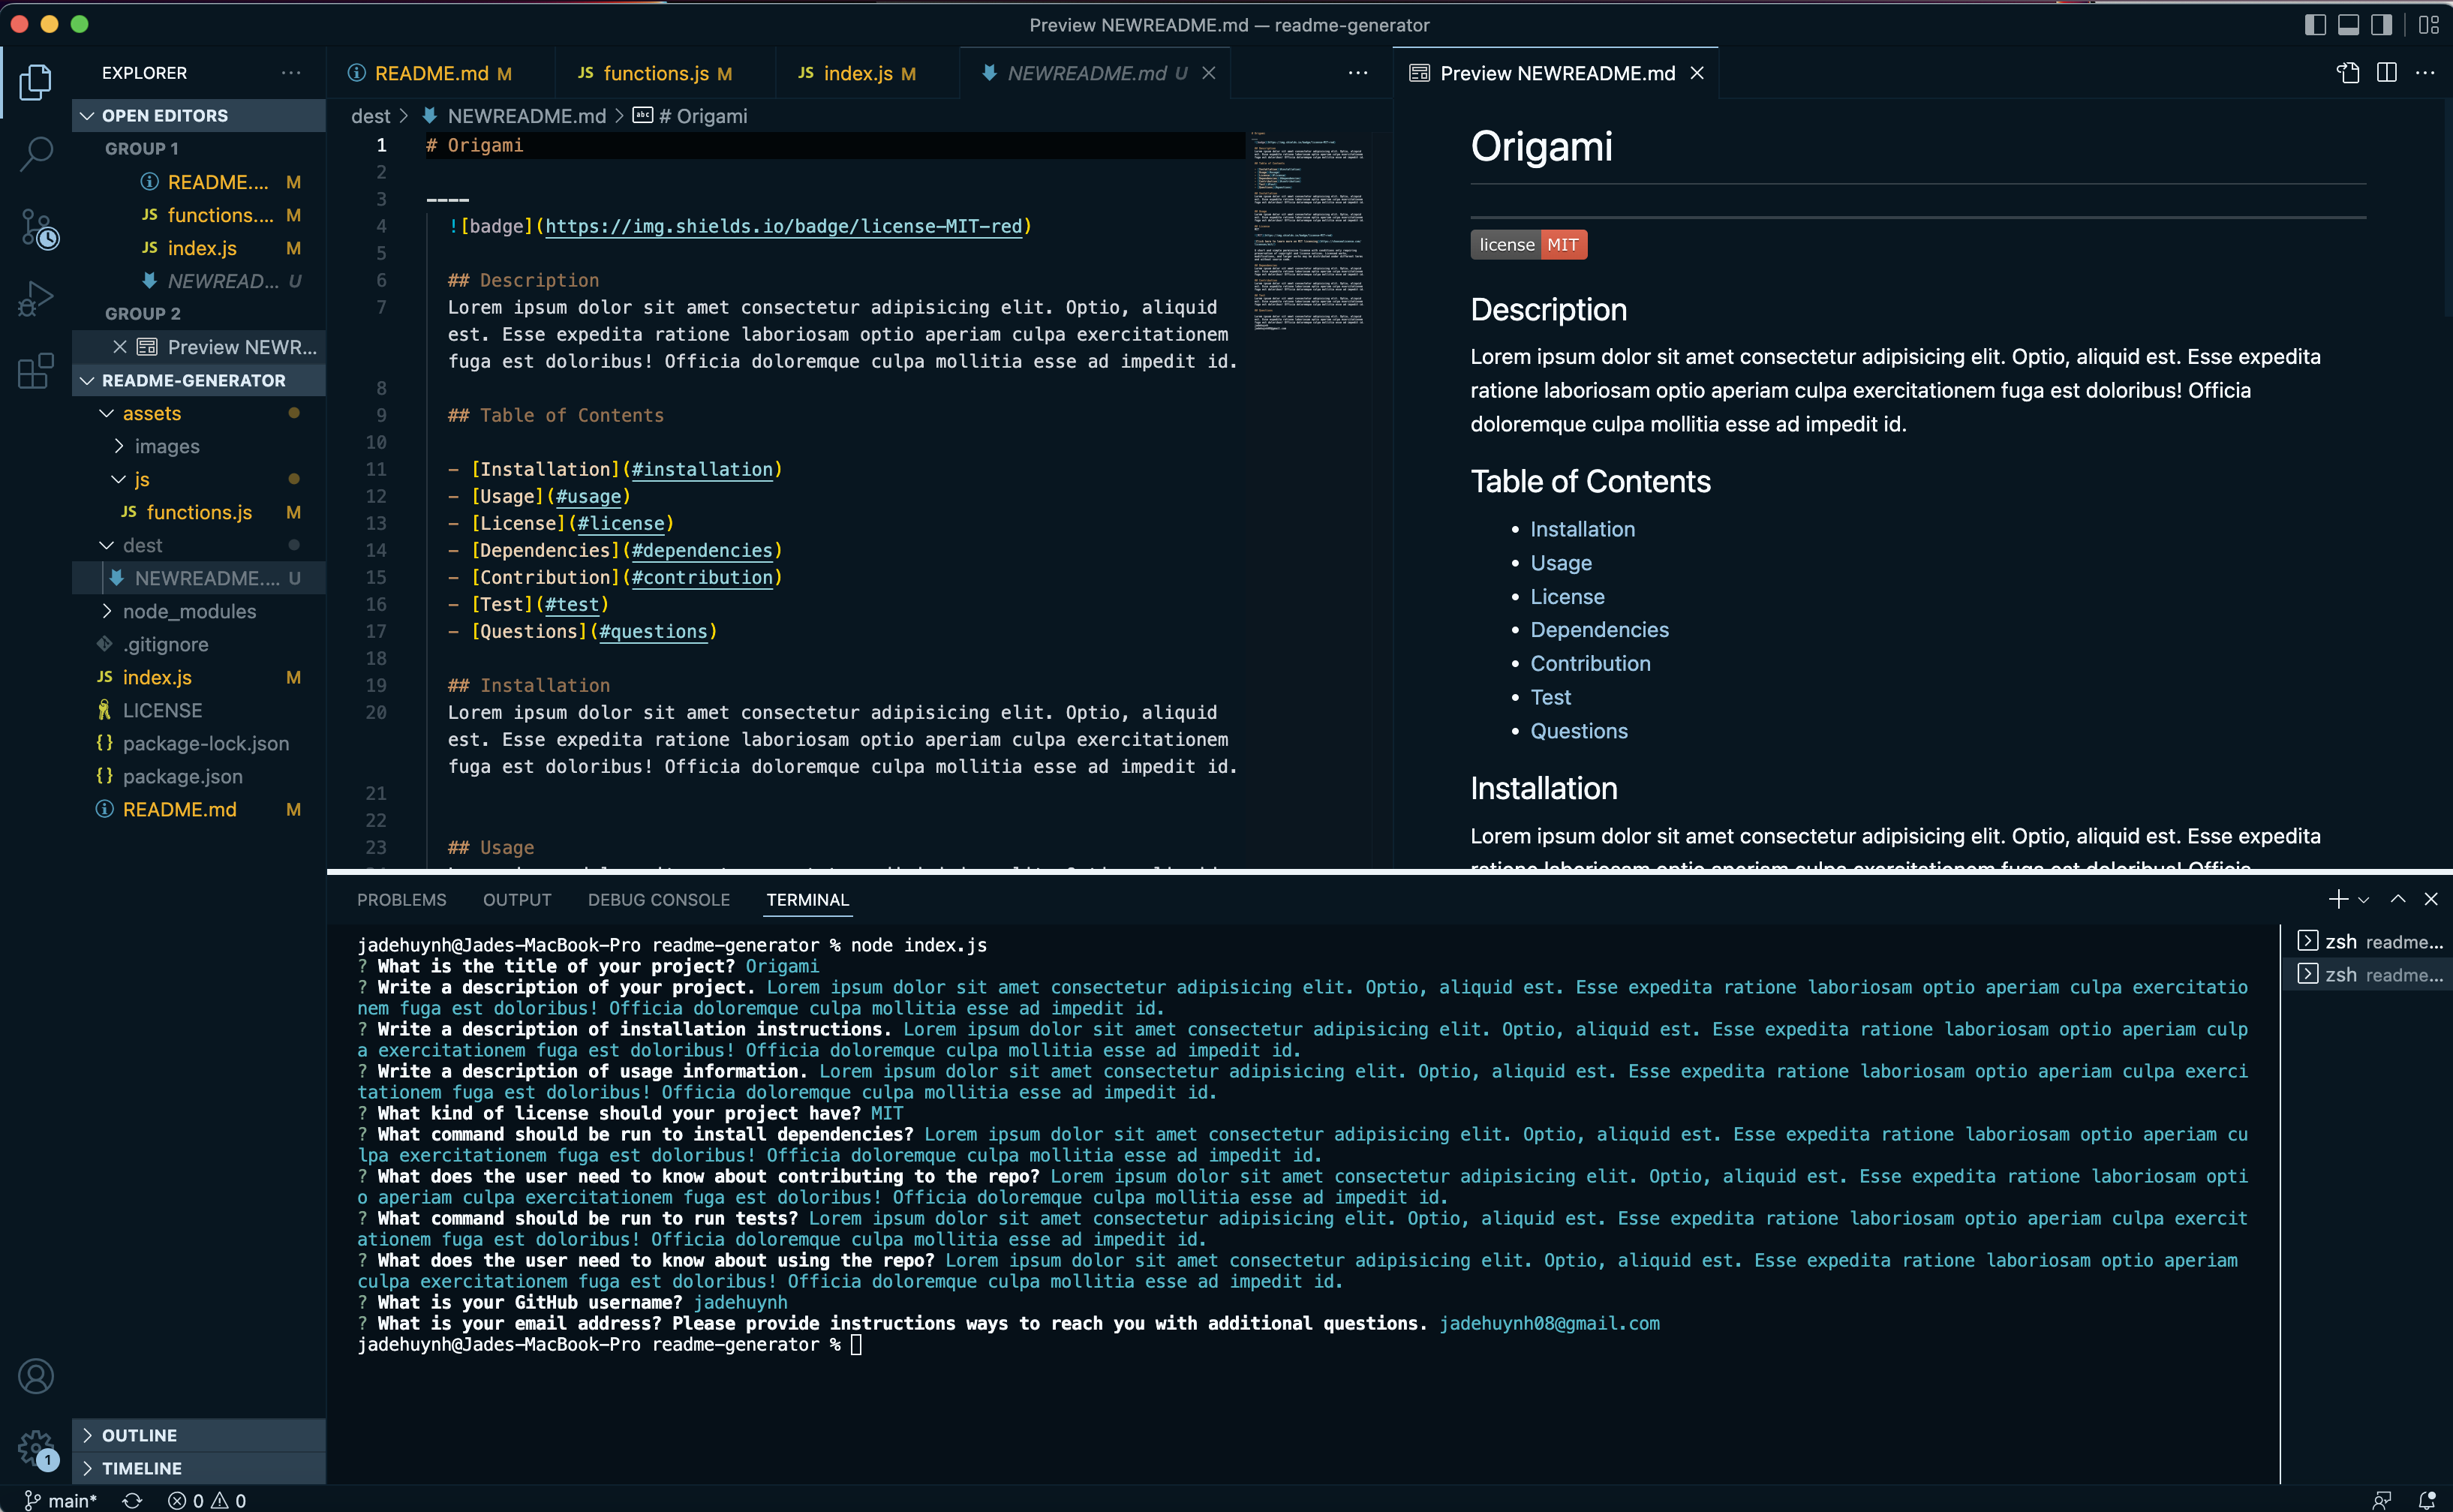 Preview NEWREADME.md — readme-generator
EXPLORER
OPEN EDITORS
GROUP 1
README.... M
JS functions.... M
JS index.js M
NEWREAD... U
GROUP 2
Preview NEWR...
README-GENERATOR
assets
images
js
JS functions.js M
dest
NEWREADME.... U
node_modules
.gitignore
JS index.js M
LICENSE
{} package-lock.json
{} package.json
README.md M
OUTLINE
TIMELINE
1
main* 0 0
README.md M
JS functions.js M
JS index.js M
NEWREADME.md U
dest > NEWREADME.md > abc # Origami
1 # Origami
2
3 ----
4 ![badge](https://img.shields.io/badge/license-MIT-red)
5
6 ## Description
7 Lorem ipsum dolor sit amet consectetur adipisicing elit. Optio, aliquid
est. Esse expedita ratione laboriosam optio aperiam culpa exercitationem
fuga est doloribus! Officia doloremque culpa mollitia esse ad impedit id.
8
9 ## Table of Contents
10
11 - [Installation](#installation)
12 - [Usage](#usage)
13 - [License](#license)
14 - [Dependencies](#dependencies)
15 - [Contribution](#contribution)
16 - [Test](#test)
17 - [Questions](#questions)
18
19 ## Installation
20 Lorem ipsum dolor sit amet consectetur adipisicing elit. Optio, aliquid
est. Esse expedita ratione laboriosam optio aperiam culpa exercitationem
fuga est doloribus! Officia doloremque culpa mollitia esse ad impedit id.
21
22
23 ## Usage
Preview NEWREADME.md
Origami
license MIT
Description
Lorem ipsum dolor sit amet consectetur adipisicing elit. Optio, aliquid est. Esse expedita
ratione laboriosam optio aperiam culpa exercitationem fuga est doloribus! Officia
doloremque culpa mollitia esse ad impedit id.
Table of Contents
• Installation
• Usage
• License
• Dependencies
• Contribution
• Test
• Questions
Installation
Lorem ipsum dolor sit amet consectetur adipisicing elit. Optio, aliquid est. Esse expedita
ratione laboriosam optio aperiam culpa exercitationem fuga est doloribus! Officia
PROBLEMS OUTPUT DEBUG CONSOLE TERMINAL
jadehuynh@Jades-MacBook-Pro readme-generator % node index.js
? What is the title of your project? Origami
? Write a description of your project. Lorem ipsum dolor sit amet consectetur adipisicing elit. Optio, aliquid est. Esse expedita ratione laboriosam optio aperiam culpa exercitatio
nem fuga est doloribus! Officia doloremque culpa mollitia esse ad impedit id.
? Write a description of installation instructions. Lorem ipsum dolor sit amet consectetur adipisicing elit. Optio, aliquid est. Esse expedita ratione laboriosam optio aperiam culp
a exercitationem fuga est doloribus! Officia doloremque culpa mollitia esse ad impedit id.
? Write a description of usage information. Lorem ipsum dolor sit amet consectetur adipisicing elit. Optio, aliquid est. Esse expedita ratione laboriosam optio aperiam culpa exerci
tationem fuga est doloribus! Officia doloremque culpa mollitia esse ad impedit id.
? What kind of license should your project have? MIT
? What command should be run to install dependencies? Lorem ipsum dolor sit amet consectetur adipisicing elit. Optio, aliquid est. Esse expedita ratione laboriosam optio aperiam cu
lpa exercitationem fuga est doloribus! Officia doloremque culpa mollitia esse ad impedit id.
? What does the user need to know about contributing to the repo? Lorem ipsum dolor sit amet consectetur adipisicing elit. Optio, aliquid est. Esse expedita ratione laboriosam opti
o aperiam culpa exercitationem fuga est doloribus! Officia doloremque culpa mollitia esse ad impedit id.
? What command should be run to run tests? Lorem ipsum dolor sit amet consectetur adipisicing elit. Optio, aliquid est. Esse expedita ratione laboriosam optio aperiam culpa exercit
ationem fuga est doloribus! Officia doloremque culpa mollitia esse ad impedit id.
? What does the user need to know about using the repo? Lorem ipsum dolor sit amet consectetur adipisicing elit. Optio, aliquid est. Esse expedita ratione laboriosam optio aperiam
culpa exercitationem fuga est doloribus! Officia doloremque culpa mollitia esse ad impedit id.
? What is your GitHub username? jadehuynh
? What is your email address? Please provide instructions ways to reach you with additional questions. jadehuynh08@gmail.com
jadehuynh@Jades-MacBook-Pro readme-generator %
zsh readme...
zsh readme...